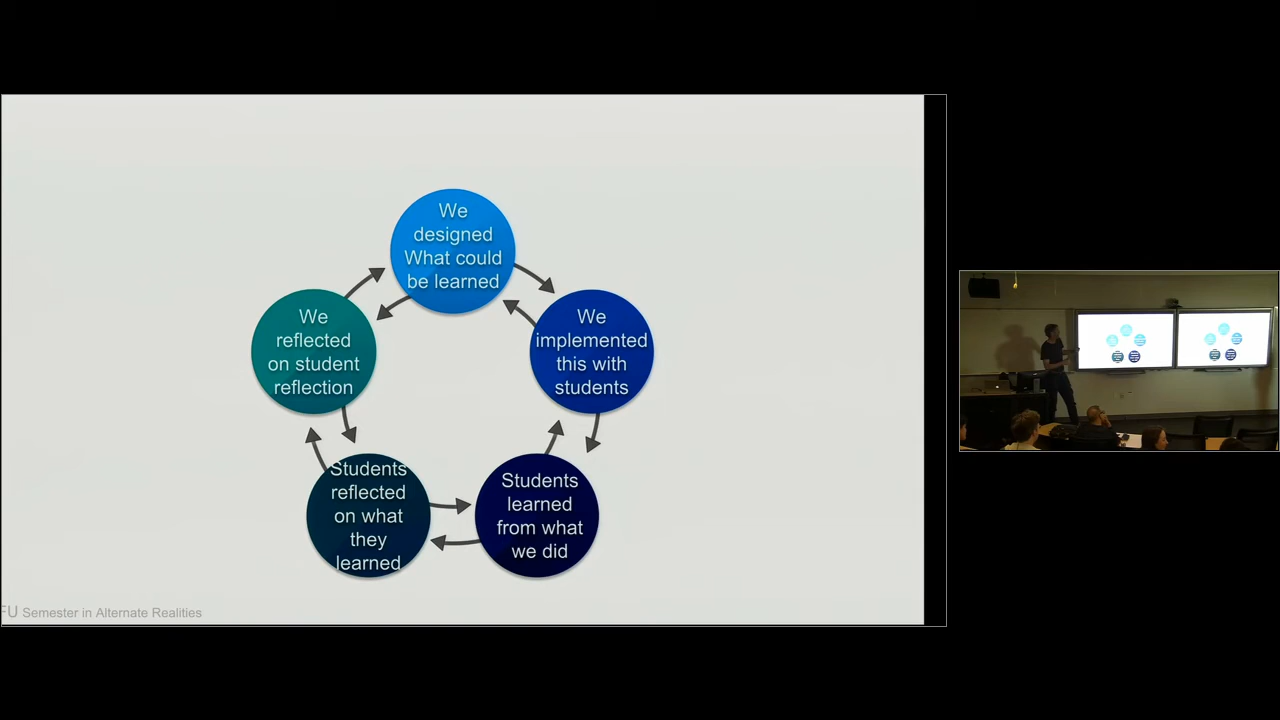 We
designed
What could
be learned
We
implemented
this with
students
Students
learned
from what
we did
Students
reflected
on what
they
learned
We
reflected
on student
reflection
FU Semester in Alternate Realities